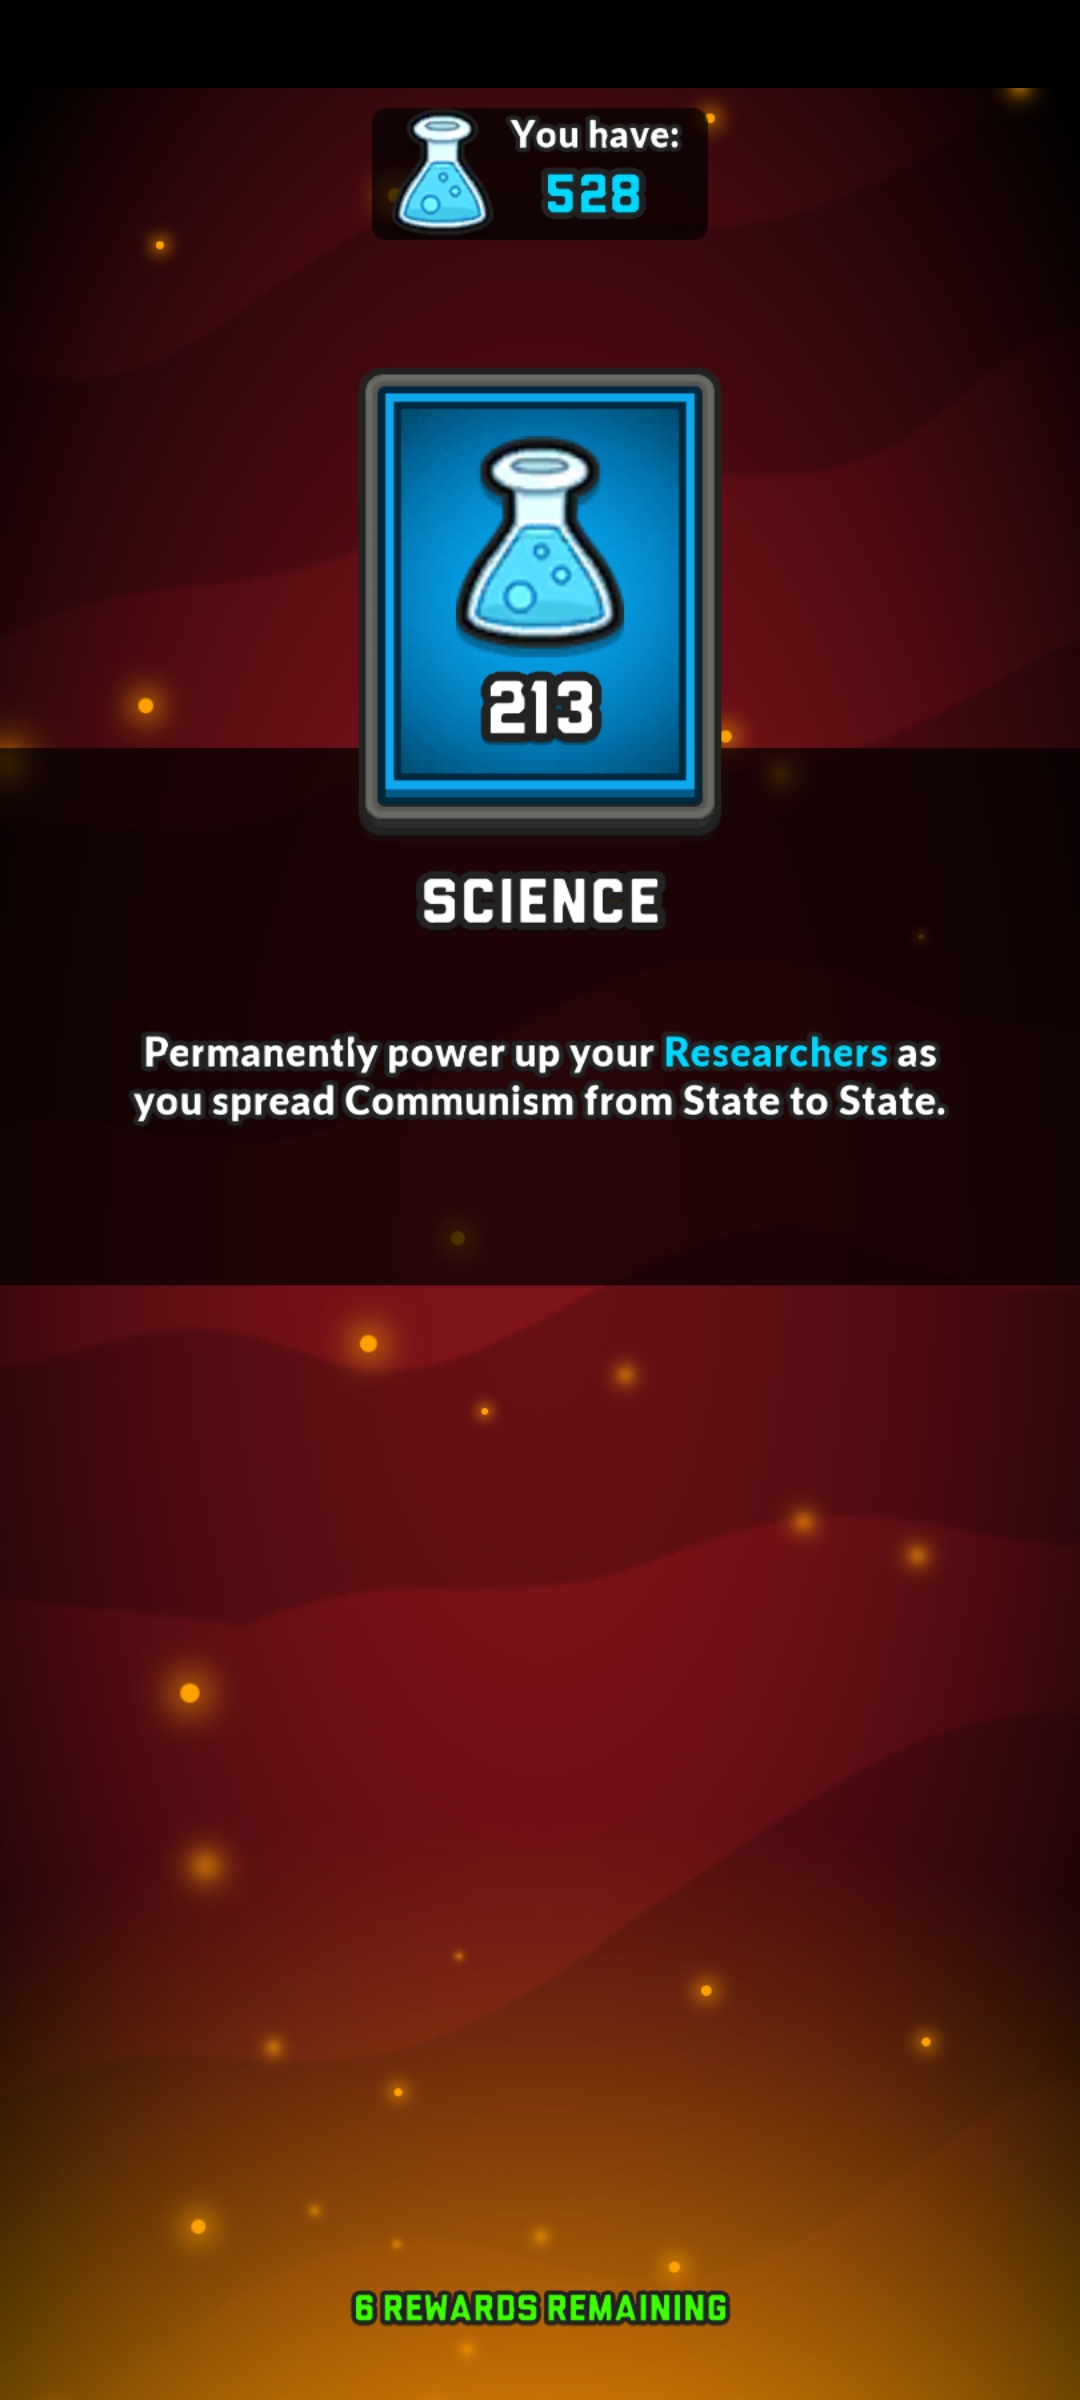 You have:
528
213
SCIENCE
Permanently power up your Researchers as
you spread Communism from State to State.
6 REWARDS REMAINING